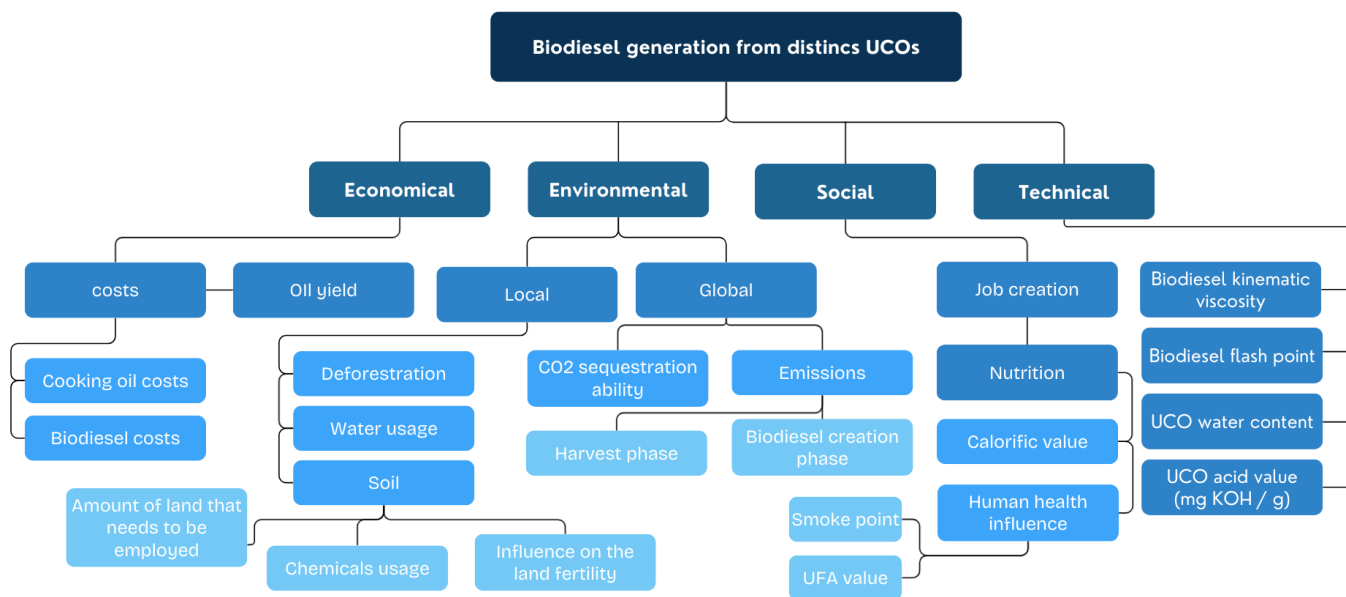 Biodiesel generation from distincs UCOs
Economical
Environmental
Social
Technical
costs
OIl yield
Local
Global
Job creation
Biodiesel kinematic
viscosity
Cooking oil costs
Biodiesel costs
Deforestration
Water usage
Soil
CO2 sequestration
ability
Emissions
Harvest phase
Biodiesel creation
phase
Nutrition
Calorific value
Human health
influence
Biodiesel flash point
UCO water content
UCO acid value
(mg KOH / g)
Amount of land that
needs to be
employed
Chemicals usage
Influence on the
land fertility
Smoke point
UFA value